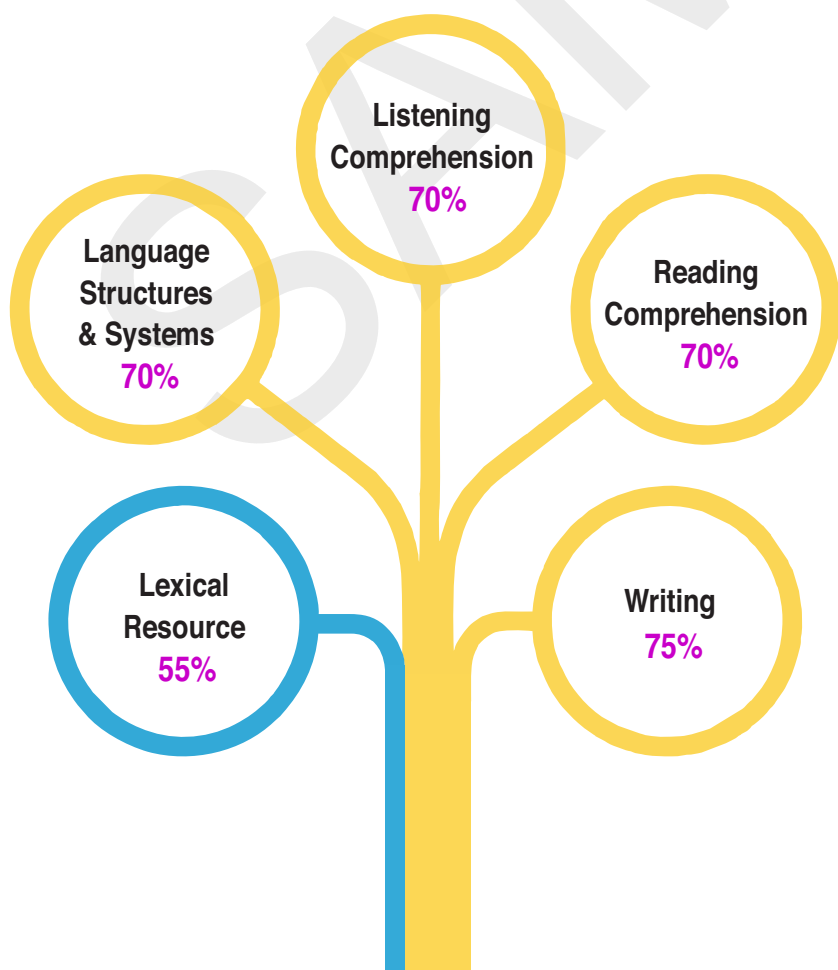 Listening
Comprehension
70%
Language
Structures
& Systems
70%
Reading
Comprehension
70%
Lexical
Resource
55%
Writing
75%